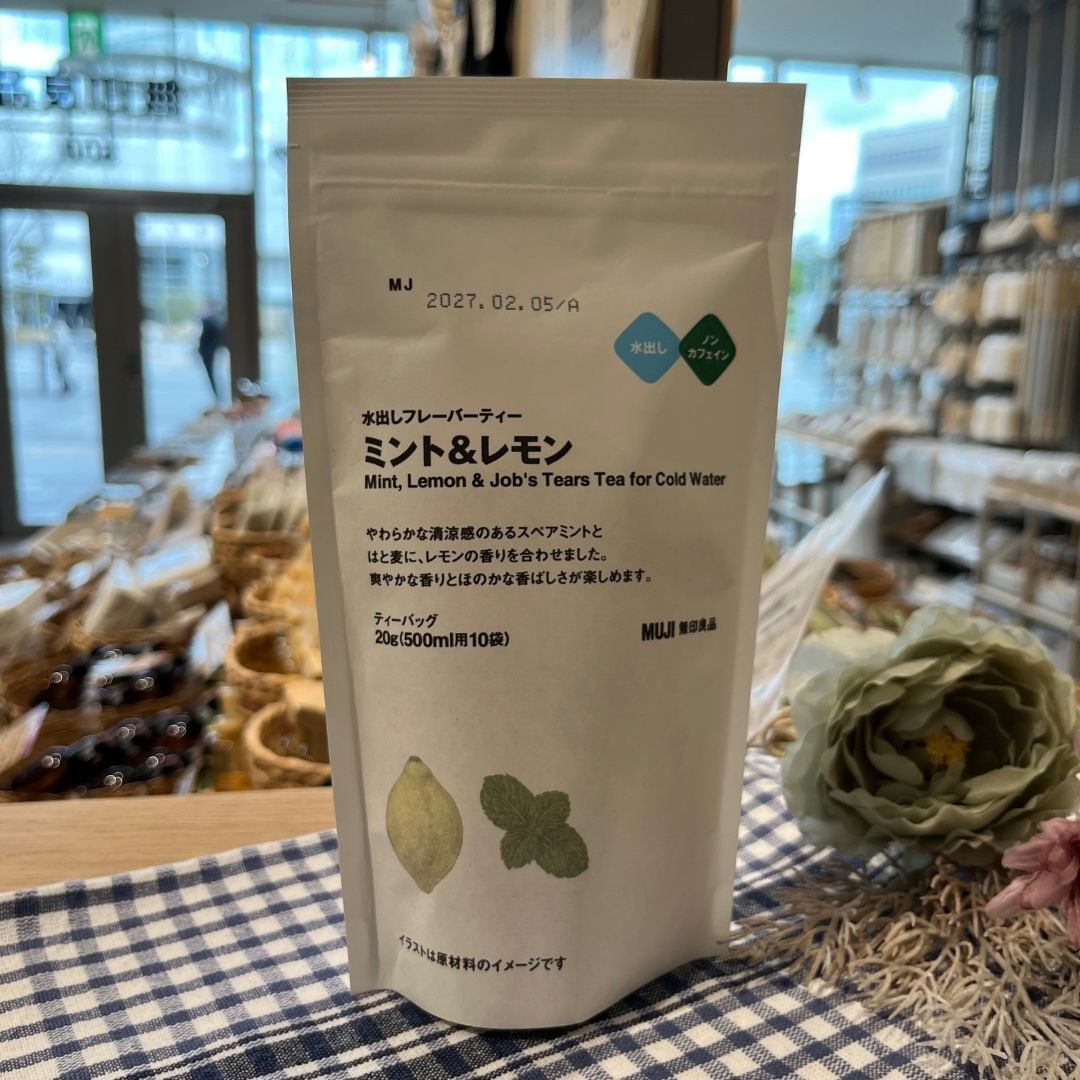 MJ
2027.02.05/A
水出し
ノン
カフェイン
水出しフレーバーティー
ミント&レモン
Mint, Lemon & Job's Tears Tea for Cold Water
やわらかな清涼感のあるスペアミントと
はと麦に、レモンの香りを合わせました。
爽やかな香りとほのかな香ばしさが楽しめます。
ティーバッグ
20g(500ml用10袋)
MUJI 無印良品
イラストは原材料のイメージです